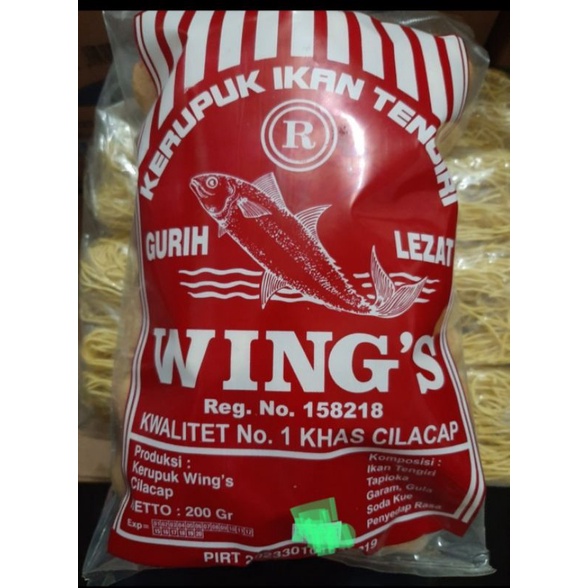 KERUPUK IKAN TENGIRI
R
GURIH
LEZAT
WING'S
Reg. No. 158218
KWALITET No. 1 KHAS CILACAP
Produksi :
Kerupuk Wing's
Cilacap
NETTO : 200 Gr
Exp=
Komposisi :
Ikan Tengiri
Tapioka
Garam, Gula
Soda Kue
Penyedap Rasa
PIRT